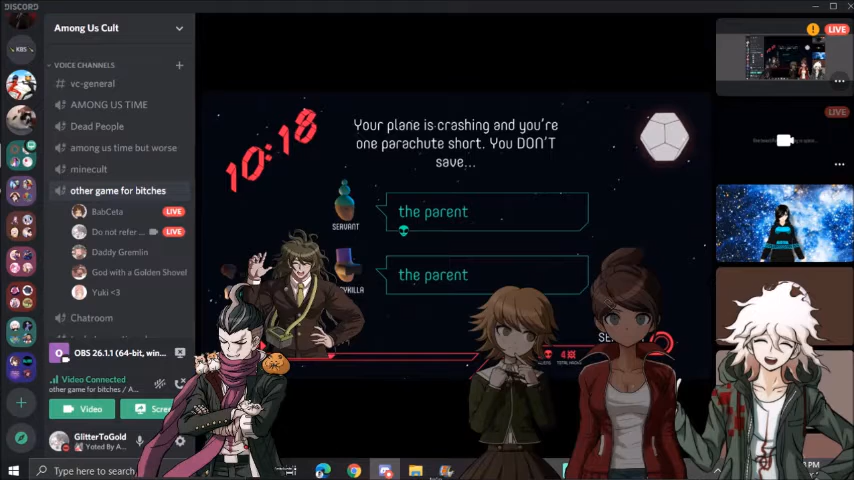 DISCORD
Among Us Cult
KBS
VOICE CHANNELS
vc-general
AMONG US TIME
Dead People
among us time but worse
minecult
other game for bitches
BabCeta
LIVE
Do not refer ...
LIVE
Daddy Gremlin
God with a Golden Shovel
Yuki <3
Chatroom
OBS 26.1.1 (64-bit, win...
Video Connected
other game for bitches / A...
Video
Scre
GlitterToGold
Voted By A...
Type here to search
10:18
Your plane is crashing and you're
one parachute short. You DON'T
save...
the parent
SERVANT
the parent
LIVE
LIVE